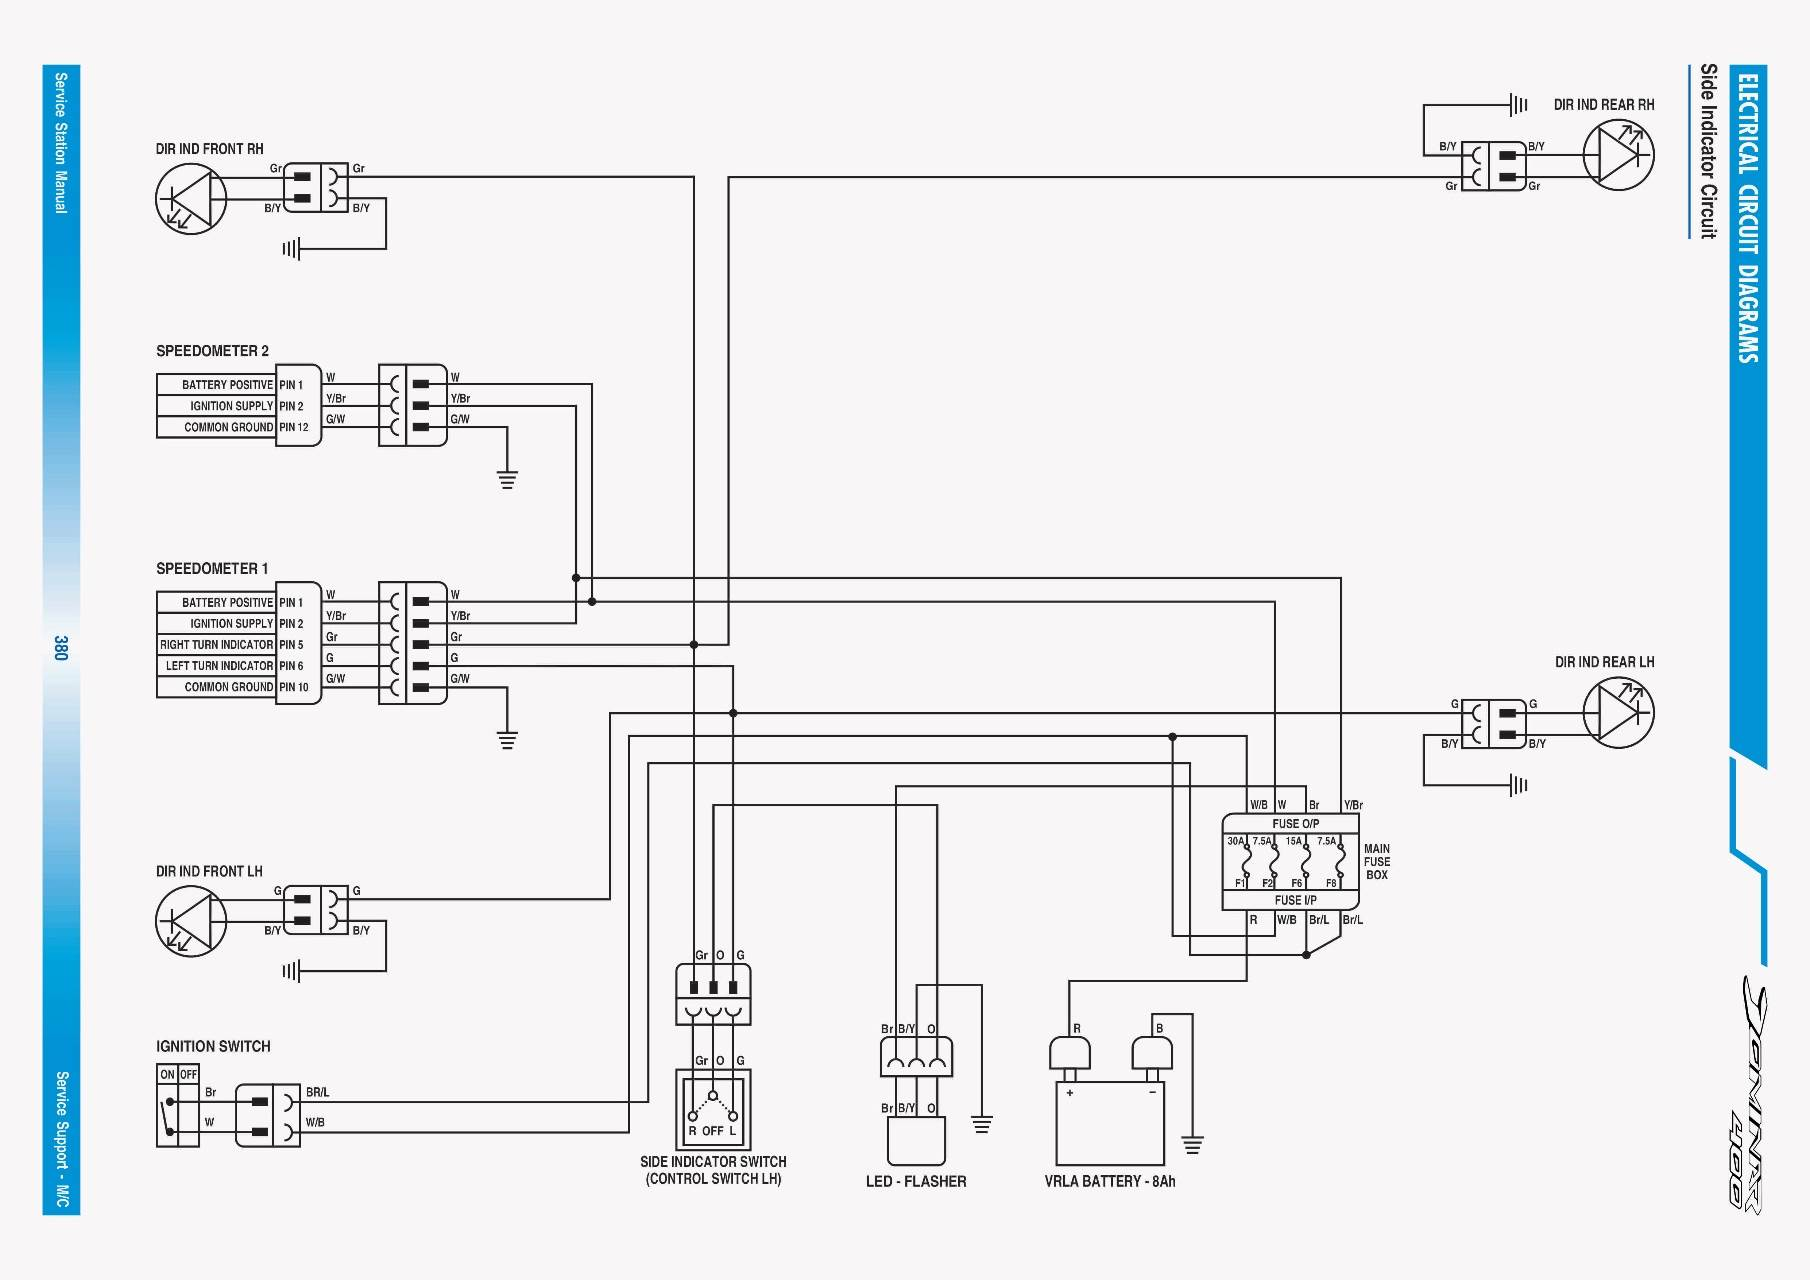 ELECTRICAL CIRCUIT DIAGRAMS
Side Indicator Circuit
DIR IND FRONT RH
Gr
Gr
B/Y
B/Y
DIR IND REAR RH
B/Y
B/Y
Gr
Gr
SPEEDOMETER 2
BATTERY POSITIVE PIN 1 W W
IGNITION SUPPLY PIN 2 Y/Br Y/Br
COMMON GROUND PIN 12 G/W G/W
SPEEDOMETER 1
BATTERY POSITIVE PIN 1 W W
IGNITION SUPPLY PIN 2 Y/Br Y/Br
RIGHT TURN INDICATOR PIN 5 Gr Gr
LEFT TURN INDICATOR PIN 6 G G
COMMON GROUND PIN 10 G/W G/W
DIR IND REAR LH
G
G
B/Y
B/Y
W/B W Br Y/Br
FUSE O/P
30A 7.5A 15A 7.5A
F1 F2 F6 F8
FUSE I/P
R W/B Br/L Br/L
MAIN
FUSE
BOX
DIR IND FRONT LH
G
G
B/Y
B/Y
IGNITION SWITCH
ON OFF
Br
BR/L
W
W/B
Gr O G
Gr O G
R OFF L
SIDE INDICATOR SWITCH
(CONTROL SWITCH LH)
Br B/Y O
Br B/Y O
LED - FLASHER
R
B
+
−
VRLA BATTERY - 8Ah
Service Station Manual
380
Service Support - M/C
DOMINAR
400